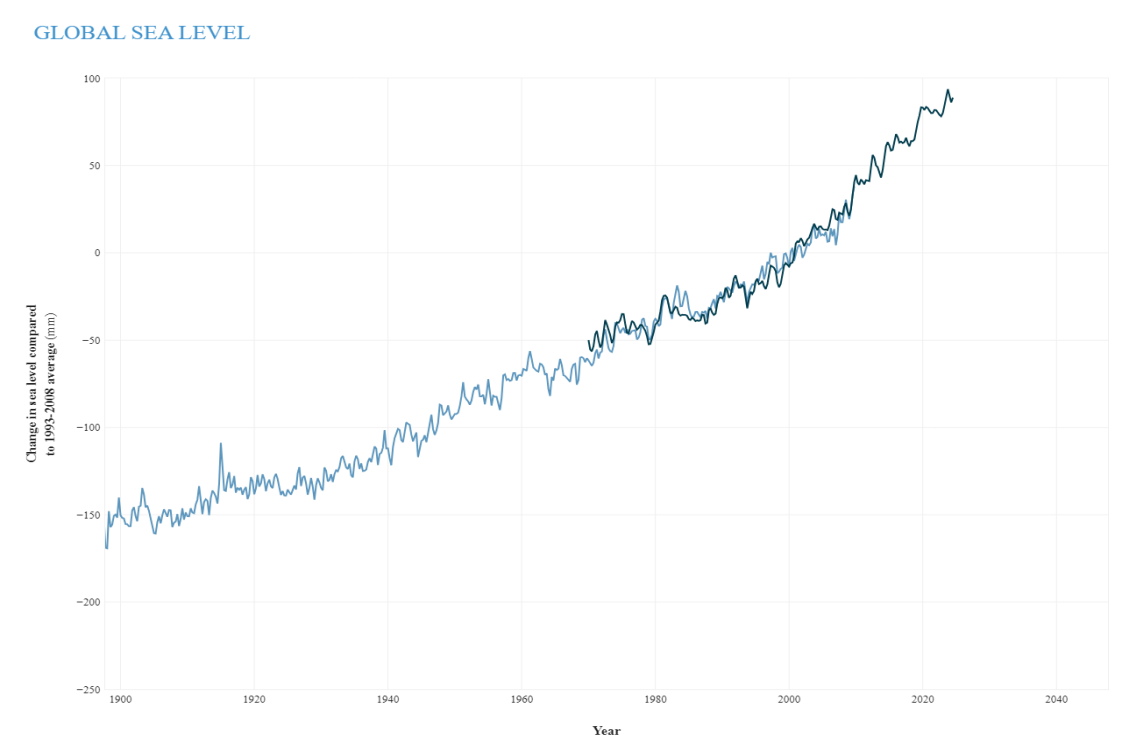 GLOBAL SEA LEVEL
100
50
0
−50
−100
−150
−200
−250
Change in sea level compared
to 1993-2008 average (mm)
1900 1920 1940 1960 1980 2000 2020 2040
Year